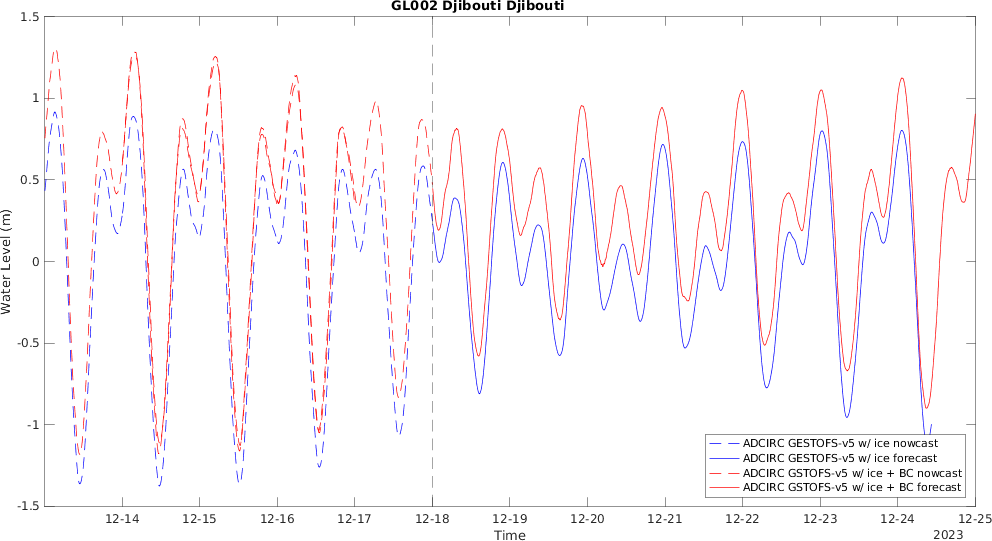 GL002 Djibouti Djibouti
1.5
1
0.5
0
-0.5
-1
-1.5
Water Level (m)
ADCIRC GESTOFS-v5 w/ ice nowcast
ADCIRC GESTOFS-v5 w/ ice forecast
ADCIRC GSTOFS-v5 w/ ice + BC nowcast
ADCIRC GSTOFS-v5 w/ ice + BC forecast
12-14 12-15 12-16 12-17 12-18 12-19 12-20 12-21 12-22 12-23 12-24 12-25
Time
2023